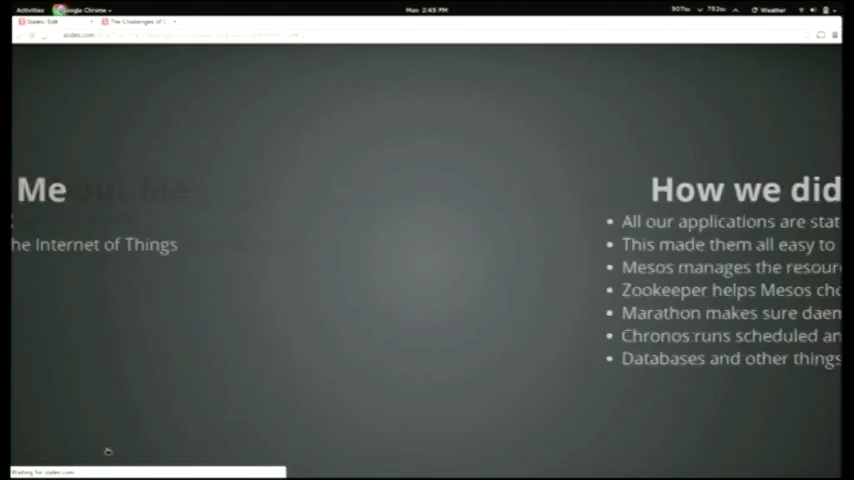 Activities
Google Chrome
Mon 2:45 PM
Weather
Slides: Edit
The Challenges of
slides.com
Me
he Internet of Things
How we did
All our applications are stat
This made them all easy to
Mesos manages the resour
Zookeeper helps Mesos cho
Marathon makes sure daem
Chronos runs scheduled an
Databases and other things
Waiting for slides.com